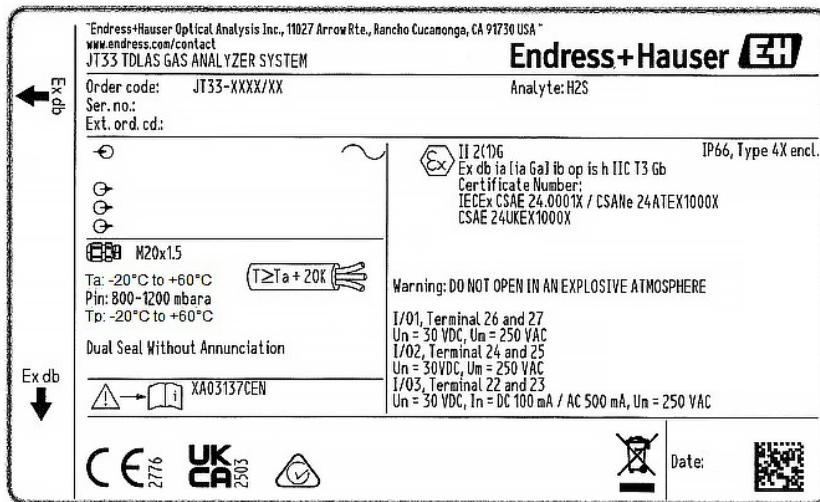 "Endress+Hauser Optical Analysis Inc., 11027 Arrow Rte., Rancho Cucamonga, CA 91730 USA "
www.endress.com/contact
JT33 TDLAS GAS ANALYZER SYSTEM
Endress+Hauser EH
Ex db
Order code: JT33-XXXX/XX
Analyte: H2S
Ser. no.:
Ext. ord. cd.:
Ex II 2(1)G
IP66, Type 4X encl.
Ex db ia [ia Ga] ib op is h IIC T3 Gb
Certificate Number:
IECEx CSAE 24.0001X / CSANe 24ATEX1000X
CSAE 24UKEX1000X
M20x1.5
Ta: -20°C to +60°C
T≥Ta + 20K
Pin: 800-1200 mbara
Tp: -20°C to +60°C
Dual Seal Without Annunciation
Warning: DO NOT OPEN IN AN EXPLOSIVE ATMOSPHERE
I/O1, Terminal 26 and 27
Un = 30 VDC, Um = 250 VAC
I/O2, Terminal 24 and 25
Un = 30VDC, Um = 250 VAC
I/O3, Terminal 22 and 23
Un = 30 VDC, In = DC 100 mA / AC 500 mA, Um = 250 VAC
Ex db
XA03137CEN
CE 2776
UK CA 2503
Date: